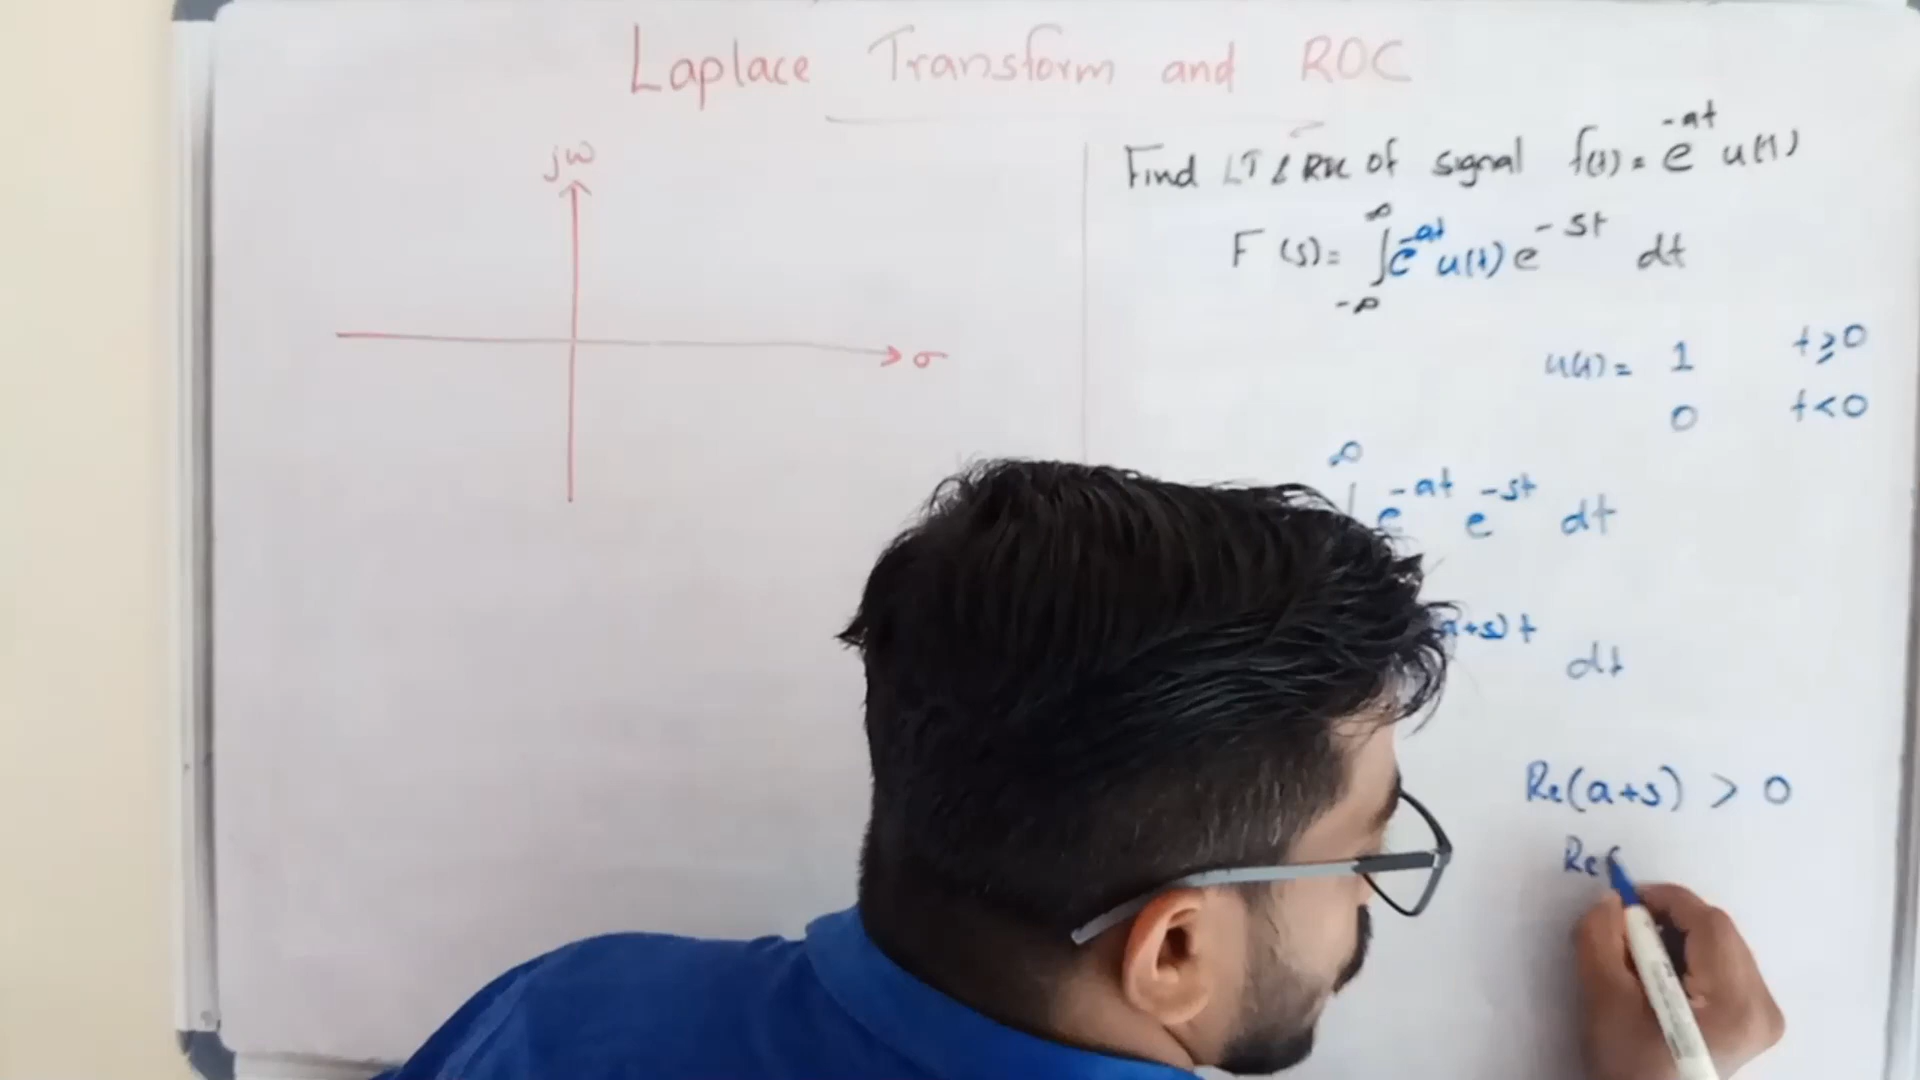 Laplace Transform and ROC
jω
σ
Find LT & ROC of signal f(t) = e^-at u(t)
F(s) = ∫_-∞^∞ e^-at u(t) e^-st dt
u(t) = 1 t ≥ 0
0 t < 0
∞
e^-at e^-st dt
a+s)t dt
Re(a+s) > 0
Re